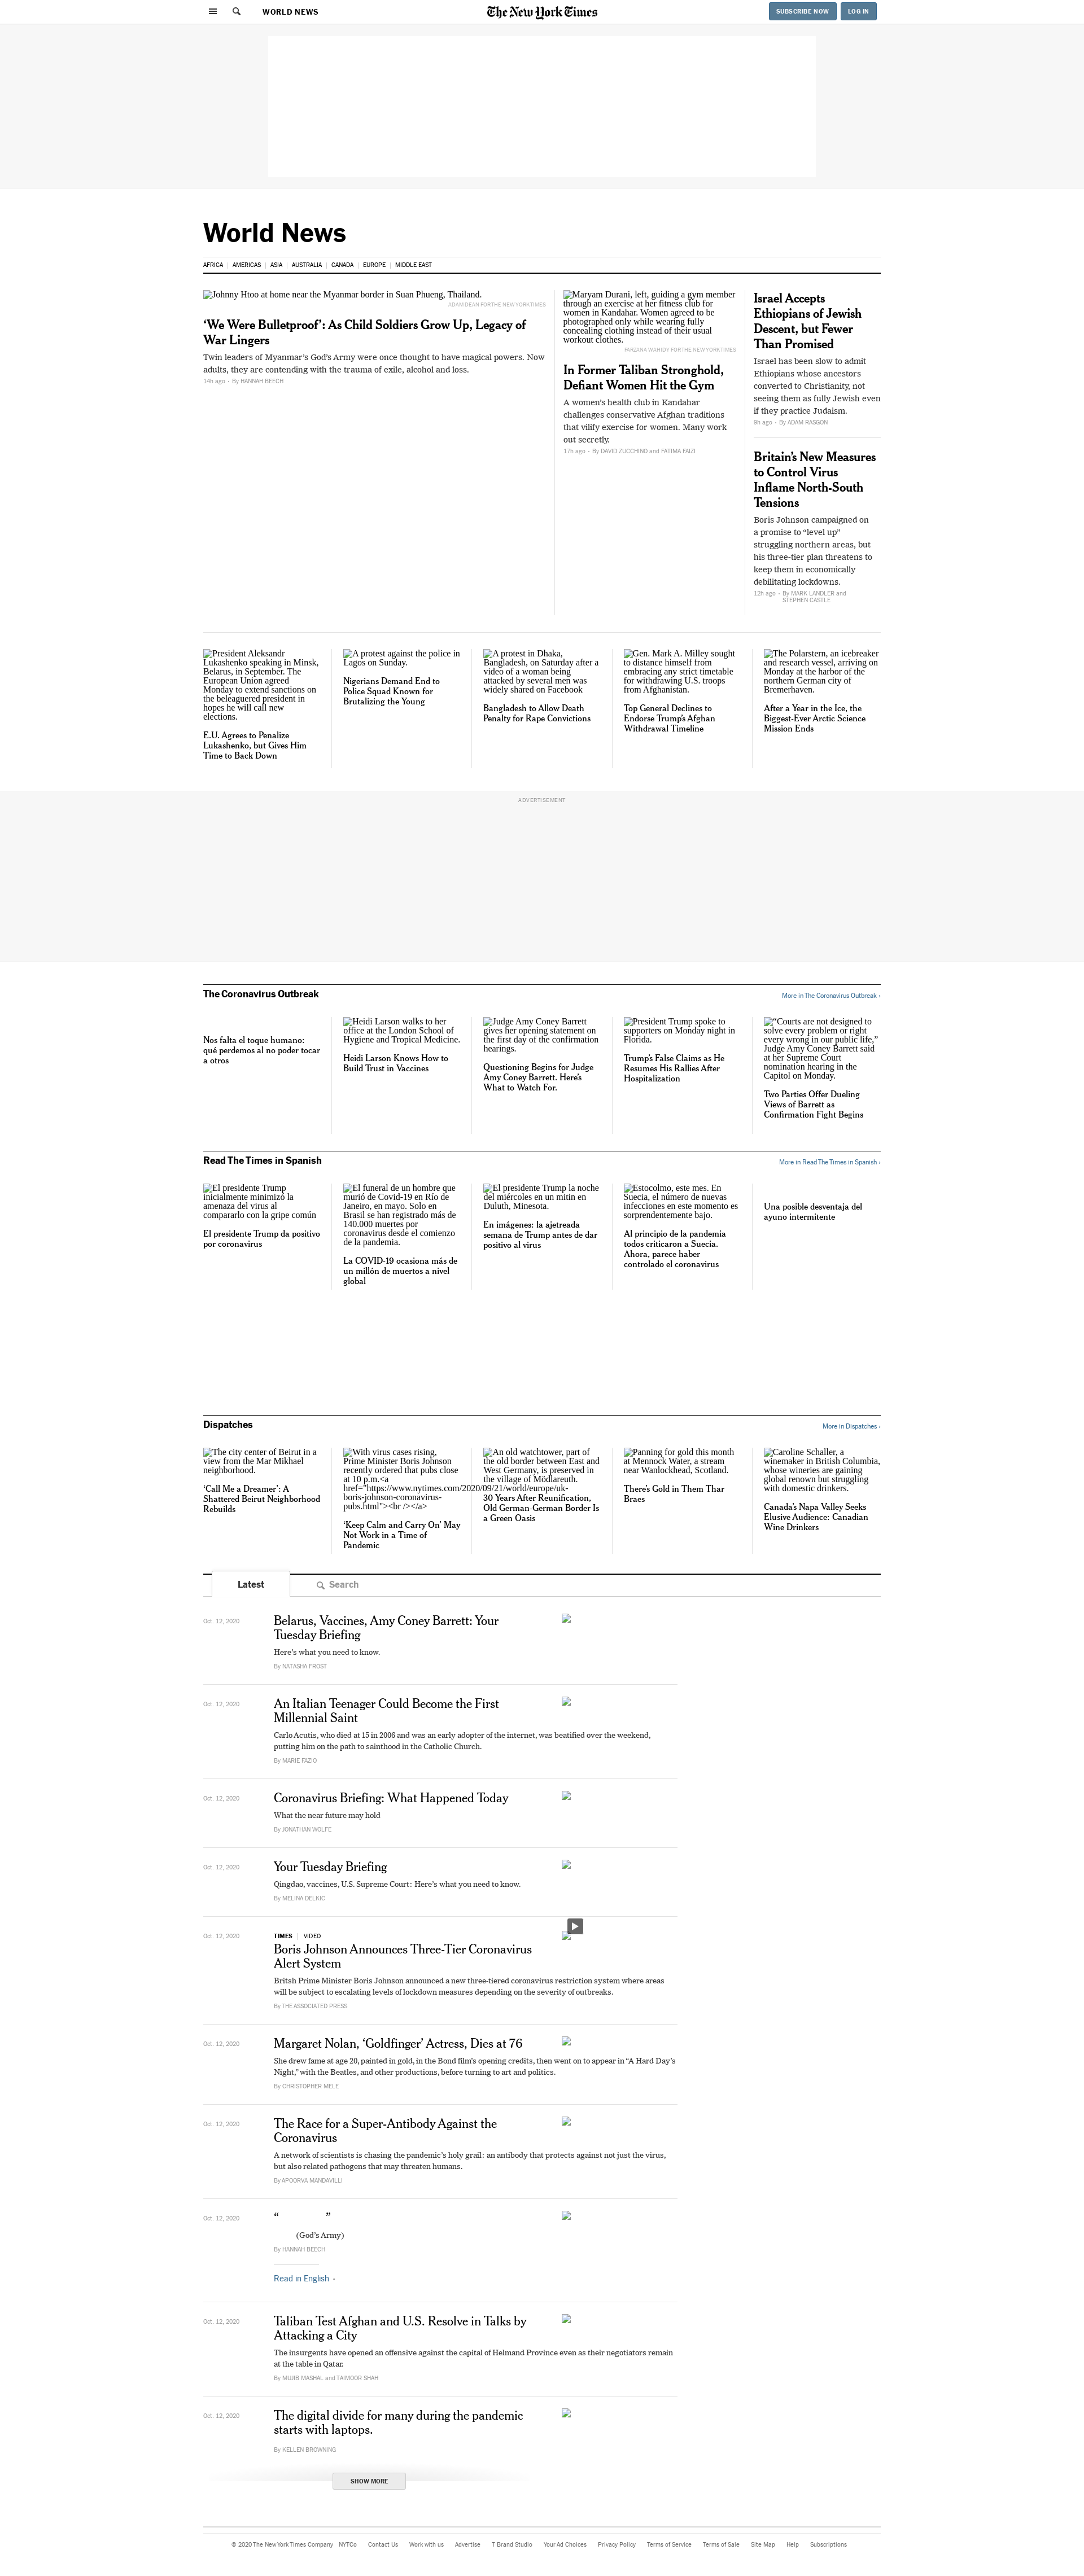 WORLD NEWS
The New York Times
SUBSCRIBE NOW
LOG IN
World News
AFRICA
AMERICAS
ASIA
AUSTRALIA
CANADA
EUROPE
MIDDLE EAST
Johnny Htoo at home near the Myanmar border in Suan Phueng, Thailand.
ADAM DEAN FOR THE NEW YORK TIMES
‘We Were Bulletproof’: As Child Soldiers Grow Up, Legacy of
War Lingers
Twin leaders of Myanmar’s God’s Army were once thought to have magical powers. Now
adults, they are contending with the trauma of exile, alcohol and loss.
14h ago - By HANNAH BEECH
Maryam Durani, left, guiding a gym member
through an exercise at her fitness club for
women in Kandahar. Women agreed to be
photographed only while wearing fully
concealing clothing instead of their usual
workout clothes.
FARZANA WAHIDY FOR THE NEW YORK TIMES
In Former Taliban Stronghold,
Defiant Women Hit the Gym
A women’s health club in Kandahar
challenges conservative Afghan traditions
that vilify exercise for women. Many work
out secretly.
17h ago - By DAVID ZUCCHINO and FATIMA FAIZI
Israel Accepts
Ethiopians of Jewish
Descent, but Fewer
Than Promised
Israel has been slow to admit
Ethiopians whose ancestors
converted to Christianity, not
seeing them as fully Jewish even
if they practice Judaism.
9h ago - By ADAM RASGON
Britain’s New Measures
to Control Virus
Inflame North-South
Tensions
Boris Johnson campaigned on
a promise to “level up”
struggling northern areas, but
his three-tier plan threatens to
keep them in economically
debilitating lockdowns.
12h ago - By MARK LANDLER and
STEPHEN CASTLE
President Aleksandr
Lukashenko speaking in Minsk,
Belarus, in September. The
European Union agreed
Monday to extend sanctions on
the beleaguered president in
hopes he will call new
elections.
E.U. Agrees to Penalize
Lukashenko, but Gives Him
Time to Back Down
A protest against the police in
Lagos on Sunday.
Nigerians Demand End to
Police Squad Known for
Brutalizing the Young
A protest in Dhaka,
Bangladesh, on Saturday after a
video of a woman being
attacked by several men was
widely shared on Facebook
Bangladesh to Allow Death
Penalty for Rape Convictions
Gen. Mark A. Milley sought
to distance himself from
embracing any strict timetable
for withdrawing U.S. troops
from Afghanistan.
Top General Declines to
Endorse Trump’s Afghan
Withdrawal Timeline
The Polarstern, an icebreaker
and research vessel, arriving on
Monday at the harbor of the
northern German city of
Bremerhaven.
After a Year in the Ice, the
Biggest-Ever Arctic Science
Mission Ends
ADVERTISEMENT
The Coronavirus Outbreak
More in The Coronavirus Outbreak ›
Nos falta el toque humano:
qué perdemos al no poder tocar
a otros
Heidi Larson walks to her
office at the London School of
Hygiene and Tropical Medicine.
Heidi Larson Knows How to
Build Trust in Vaccines
Judge Amy Coney Barrett
gives her opening statement on
the first day of the confirmation
hearings.
Questioning Begins for Judge
Amy Coney Barrett. Here’s
What to Watch For.
President Trump spoke to
supporters on Monday night in
Florida.
Trump’s False Claims as He
Resumes His Rallies After
Hospitalization
“Courts are not designed to
solve every problem or right
every wrong in our public life,”
Judge Amy Coney Barrett said
at her Supreme Court
nomination hearing in the
Capitol on Monday.
Two Parties Offer Dueling
Views of Barrett as
Confirmation Fight Begins
Read The Times in Spanish
More in Read The Times in Spanish ›
El presidente Trump
inicialmente minimizó la
amenaza del virus al
compararlo con la gripe común
El presidente Trump da positivo
por coronavirus
El funeral de un hombre que
murió de Covid-19 en Río de
Janeiro, en mayo. Solo en
Brasil se han registrado más de
140.000 muertes por
coronavirus desde el comienzo
de la pandemia.
La COVID-19 ocasiona más de
un millón de muertos a nivel
global
El presidente Trump la noche
del miércoles en un mitin en
Duluth, Minesota.
En imágenes: la ajetreada
semana de Trump antes de dar
positivo al virus
Estocolmo, este mes. En
Suecia, el número de nuevas
infecciones en este momento es
sorprendentemente bajo.
Al principio de la pandemia
todos criticaron a Suecia.
Ahora, parece haber
controlado el coronavirus
Una posible desventaja del
ayuno intermitente
Dispatches
More in Dispatches ›
The city center of Beirut in a
view from the Mar Mikhael
neighborhood.
‘Call Me a Dreamer’: A
Shattered Beirut Neighborhood
Rebuilds
With virus cases rising,
Prime Minister Boris Johnson
recently ordered that pubs close
at 10 p.m.<a
href="https://www.nytimes.com/2020/09/21/world/europe/uk-
boris-johnson-coronavirus-
pubs.html"><br /></a>
‘Keep Calm and Carry On’ May
Not Work in a Time of
Pandemic
An old watchtower, part of
the old border between East and
West Germany, is preserved in
the village of Mödlareuth.
30 Years After Reunification,
Old German-German Border Is
a Green Oasis
Panning for gold this month
at Mennock Water, a stream
near Wanlockhead, Scotland.
There’s Gold in Them Thar
Braes
Caroline Schaller, a
winemaker in British Columbia,
whose wineries are gaining
global renown but struggling
with domestic drinkers.
Canada’s Napa Valley Seeks
Elusive Audience: Canadian
Wine Drinkers
Latest
Search
Oct. 12, 2020
Belarus, Vaccines, Amy Coney Barrett: Your
Tuesday Briefing
Here’s what you need to know.
By NATASHA FROST
Oct. 12, 2020
An Italian Teenager Could Become the First
Millennial Saint
Carlo Acutis, who died at 15 in 2006 and was an early adopter of the internet, was beatified over the weekend,
putting him on the path to sainthood in the Catholic Church.
By MARIE FAZIO
Oct. 12, 2020
Coronavirus Briefing: What Happened Today
What the near future may hold
By JONATHAN WOLFE
Oct. 12, 2020
Your Tuesday Briefing
Qingdao, vaccines, U.S. Supreme Court: Here’s what you need to know.
By MELINA DELKIC
Oct. 12, 2020
TIMES VIDEO
Boris Johnson Announces Three-Tier Coronavirus
Alert System
Britsh Prime Minister Boris Johnson announced a new three-tiered coronavirus restriction system where areas
will be subject to escalating levels of lockdown measures depending on the severity of outbreaks.
By THE ASSOCIATED PRESS
Oct. 12, 2020
Margaret Nolan, ‘Goldfinger’ Actress, Dies at 76
She drew fame at age 20, painted in gold, in the Bond film’s opening credits, then went on to appear in “A Hard Day’s
Night,” with the Beatles, and other productions, before turning to art and politics.
By CHRISTOPHER MELE
Oct. 12, 2020
The Race for a Super-Antibody Against the
Coronavirus
A network of scientists is chasing the pandemic’s holy grail: an antibody that protects against not just the virus,
but also related pathogens that may threaten humans.
By APOORVA MANDAVILLI
Oct. 12, 2020
“ ”
(God’s Army)
By HANNAH BEECH
Read in English
Oct. 12, 2020
Taliban Test Afghan and U.S. Resolve in Talks by
Attacking a City
The insurgents have opened an offensive against the capital of Helmand Province even as their negotiators remain
at the table in Qatar.
By MUJIB MASHAL and TAIMOOR SHAH
Oct. 12, 2020
The digital divide for many during the pandemic
starts with laptops.
By KELLEN BROWNING
SHOW MORE
© 2020 The New York Times Company
NYTCo
Contact Us
Work with us
Advertise
T Brand Studio
Your Ad Choices
Privacy Policy
Terms of Service
Terms of Sale
Site Map
Help
Subscriptions